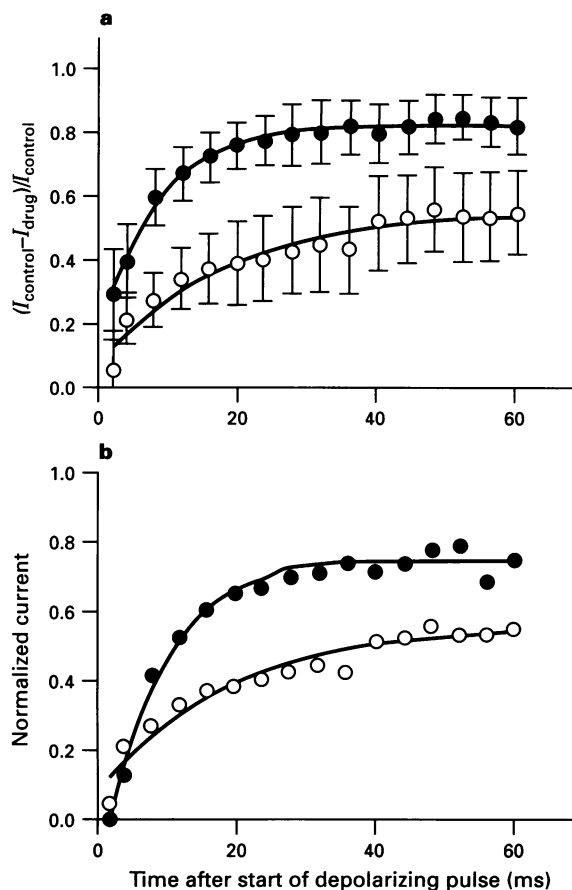 a
(Icontrol–Idrug)/Icontrol
1.0
0.8
0.6
0.4
0.2
0.0
0 20 40 60
b
Normalized current
1.0
0.8
0.6
0.4
0.2
0.0
0 20 40 60
Time after start of depolarizing pulse (ms)